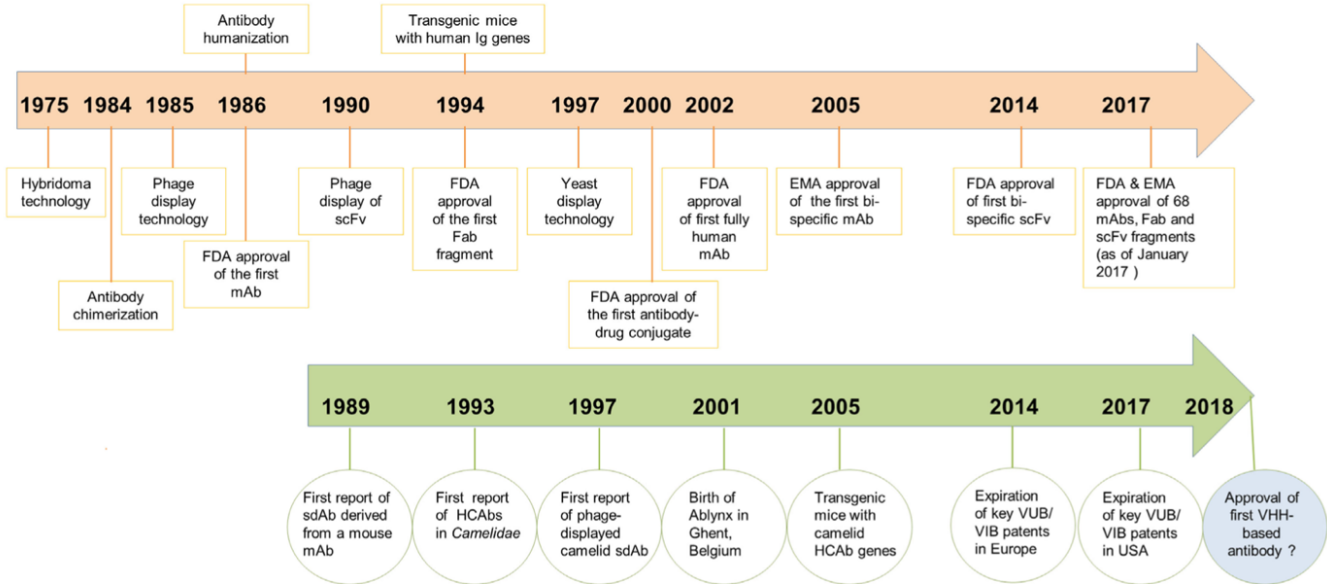 Antibody
humanization
Transgenic mice
with human Ig genes
1975 1984 1985 1986 1990 1994 1997 2000 2002 2005 2014 2017
Hybridoma
technology
Antibody
chimerization
Phage
display
technology
FDA approval
of the first
mAb
Phage
display of
scFv
FDA
approval
of the first
Fab
fragment
Yeast
display
technology
FDA approval of
the first antibody-
drug conjugate
FDA
approval
of first fully
human
mAb
EMA approval
of the first bi-
specific mAb
FDA approval
of first bi-
specific scFv
FDA & EMA
approval of 68
mAbs, Fab and
scFv fragments
(as of January
2017 )
1989 1993 1997 2001 2005 2014 2017 2018
First report of
sdAb derived
from a mouse
mAb
First report
of HCAbs
in Camelidae
First report
of phage-
displayed
camelid sdAb
Birth of
Ablynx in
Ghent,
Belgium
Transgenic
mice with
camelid
HCAb genes
Expiration
of key VUB/
VIB patents
in Europe
Expiration
of key VUB/
VIB patents
in USA
Approval of
first VHH-
based
antibody ?